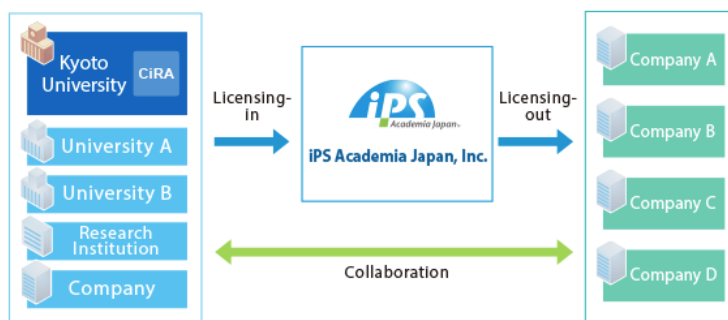 Kyoto
University
CiRA
University A
University B
Research
Institution
Company
Licensing-
in
iPS
Academia Japan™
iPS Academia Japan, Inc.
Licensing-
out
Collaboration
Company A
Company B
Company C
Company D